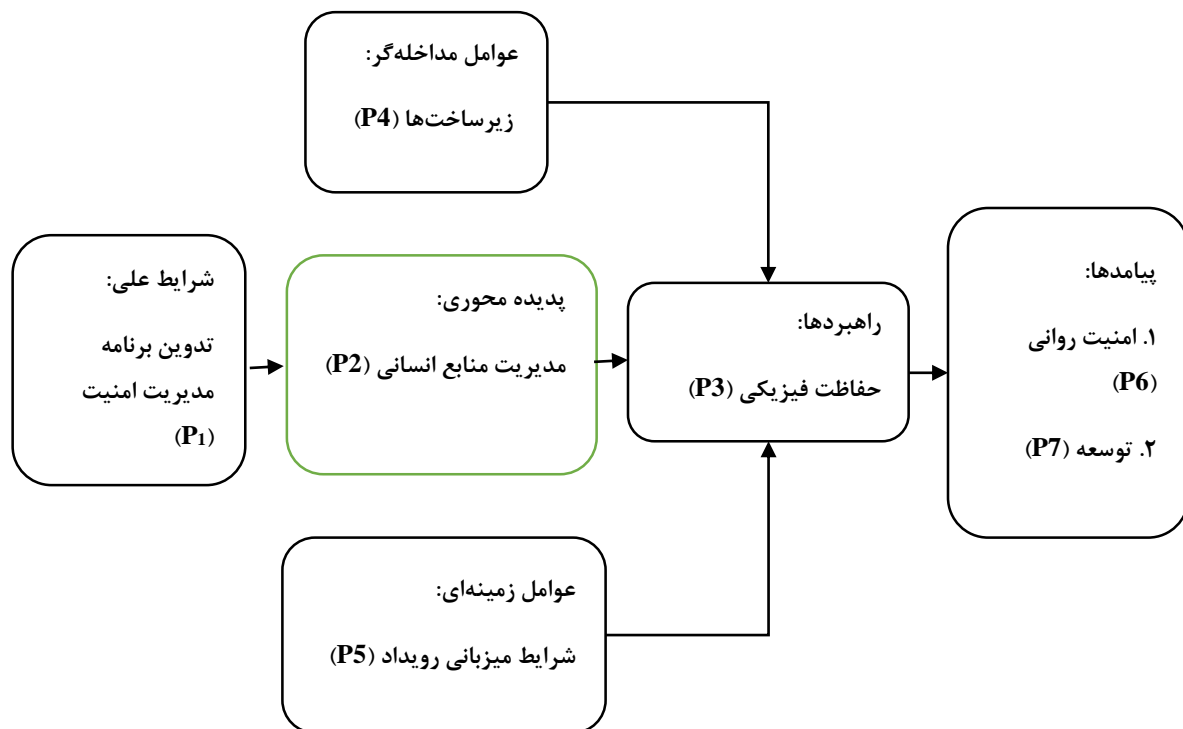 عوامل مداخله‌گر:
زیرساخت‌ها (P4)
شرایط علی:
تدوین برنامه
مدیریت امنیت
(P1)
پدیده محوری:
مدیریت منابع انسانی (P2)
راهبردها:
حفاظت فیزیکی (P3)
پیامدها:
۱. امنیت روانی
(P6)
۲. توسعه (P7)
عوامل زمینه‌ای:
شرایط میزبانی رویداد (P5)